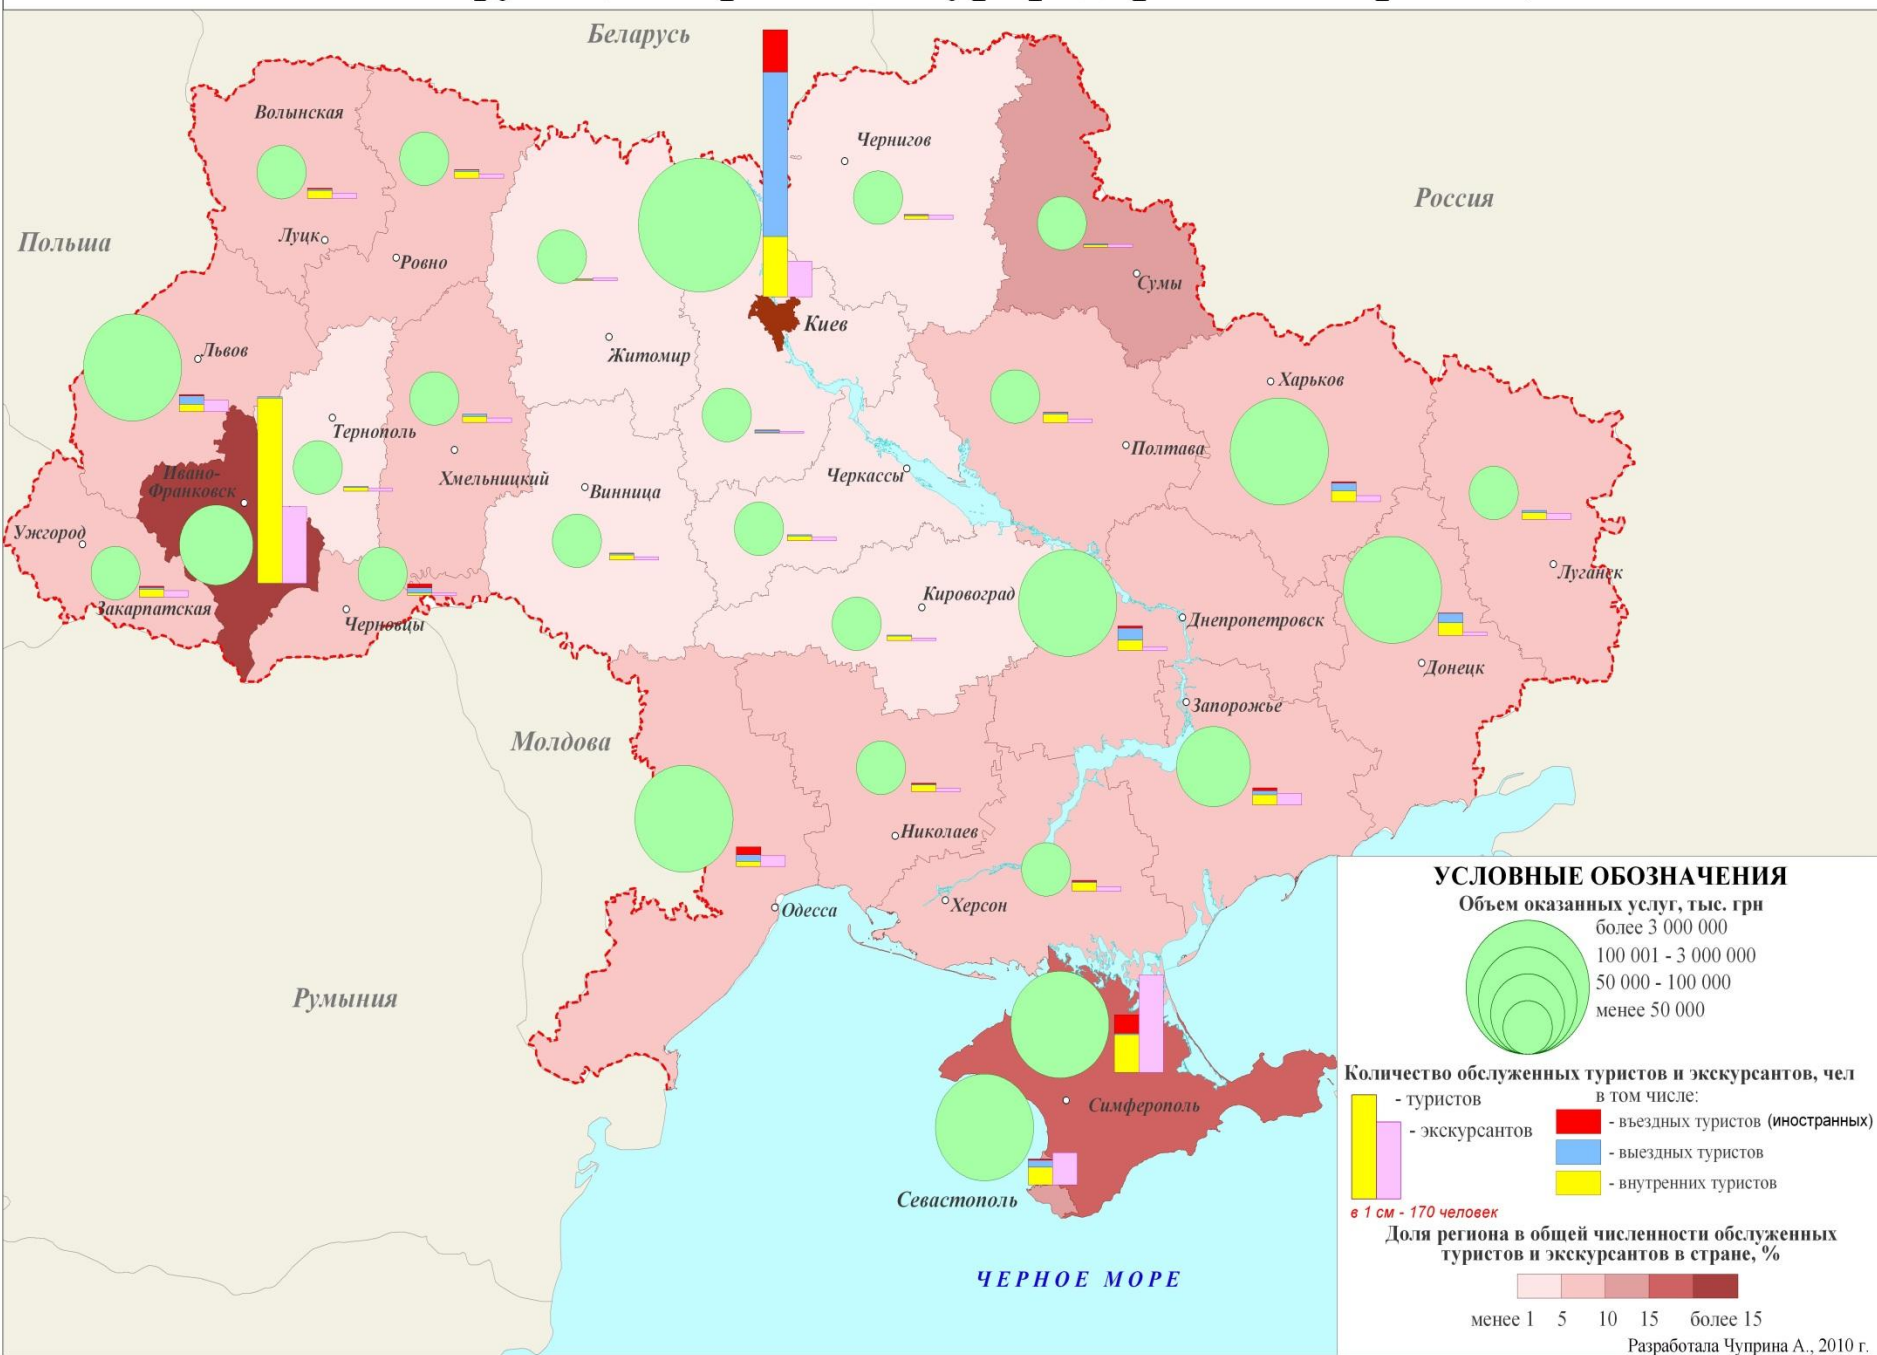 Беларусь
Волынская
Чернигов
Россия
Польша
Луцк
Ровно
Сумы
Киев
Львов
Житомир
Харьков
Тернополь
Ивано-
Франковск
Хмельницкий
Винница
Черкассы
Полтава
Ужгород
Закарпатская
Черновцы
Кировоград
Днепропетровск
Луганск
Донецк
Запорожье
Молдова
Николаев
Одесса
Херсон
Румыния
Симферополь
Севастополь
ЧЕРНОЕ МОРЕ
УСЛОВНЫЕ ОБОЗНАЧЕНИЯ
Объем оказанных услуг, тыс. грн
более 3 000 000
100 001 - 3 000 000
50 000 - 100 000
менее 50 000
Количество обслуженных туристов и экскурсантов, чел
- туристов
- экскурсантов
в том числе:
- въездных туристов (иностранных)
- выездных туристов
- внутренних туристов
в 1 см - 170 человек
Доля региона в общей численности обслуженных
туристов и экскурсантов в стране, %
менее 1 5 10 15 более 15
Разработала Чуприна А., 2010 г.